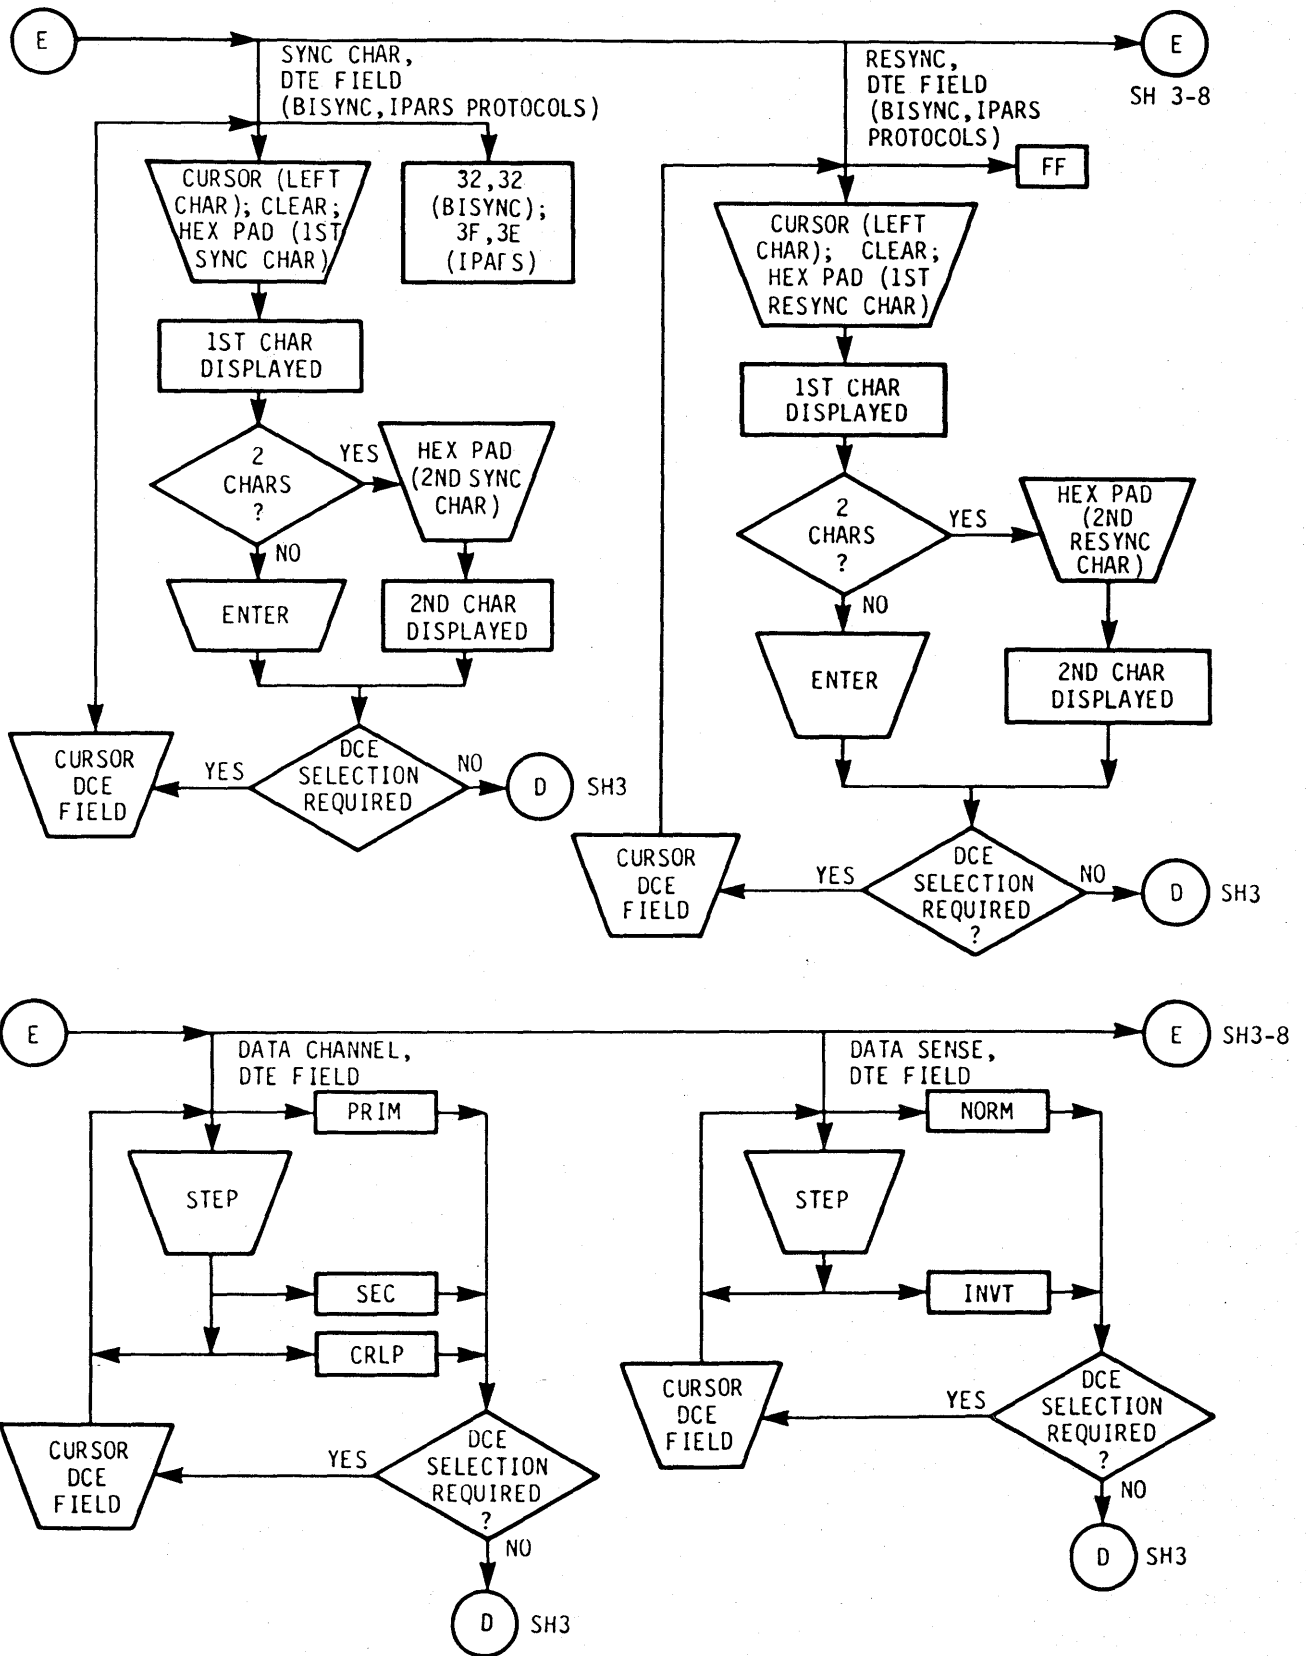 E
SYNC CHAR,
DTE FIELD
(BISYNC,IPARS PROTOCOLS)
RESYNC,
DTE FIELD
(BISYNC,IPARS
PROTOCOLS)
E
SH 3-8
CURSOR (LEFT
CHAR); CLEAR;
HEX PAD (1ST
SYNC CHAR)
32,32
(BISYNC);
3F,3E
(IPARS)
FF
CURSOR (LEFT
CHAR); CLEAR;
HEX PAD (1ST
RESYNC CHAR)
1ST CHAR
DISPLAYED
1ST CHAR
DISPLAYED
2
CHARS
?
YES
HEX PAD
(2ND SYNC
CHAR)
NO
2
CHARS
?
YES
HEX PAD
(2ND
RESYNC
CHAR)
NO
ENTER
2ND CHAR
DISPLAYED
ENTER
2ND CHAR
DISPLAYED
CURSOR
DCE
FIELD
YES
DCE
SELECTION
REQUIRED
NO
D
SH3
CURSOR
DCE
FIELD
YES
DCE
SELECTION
REQUIRED
?
NO
D
SH3
E
DATA CHANNEL,
DTE FIELD
DATA SENSE,
DTE FIELD
E
SH3-8
PRIM
NORM
STEP
STEP
SEC
INVT
CRLP
CURSOR
DCE
FIELD
YES
DCE
SELECTION
REQUIRED
?
NO
D
SH3
CURSOR
DCE
FIELD
YES
DCE
SELECTION
REQUIRED
?
NO
D
SH3